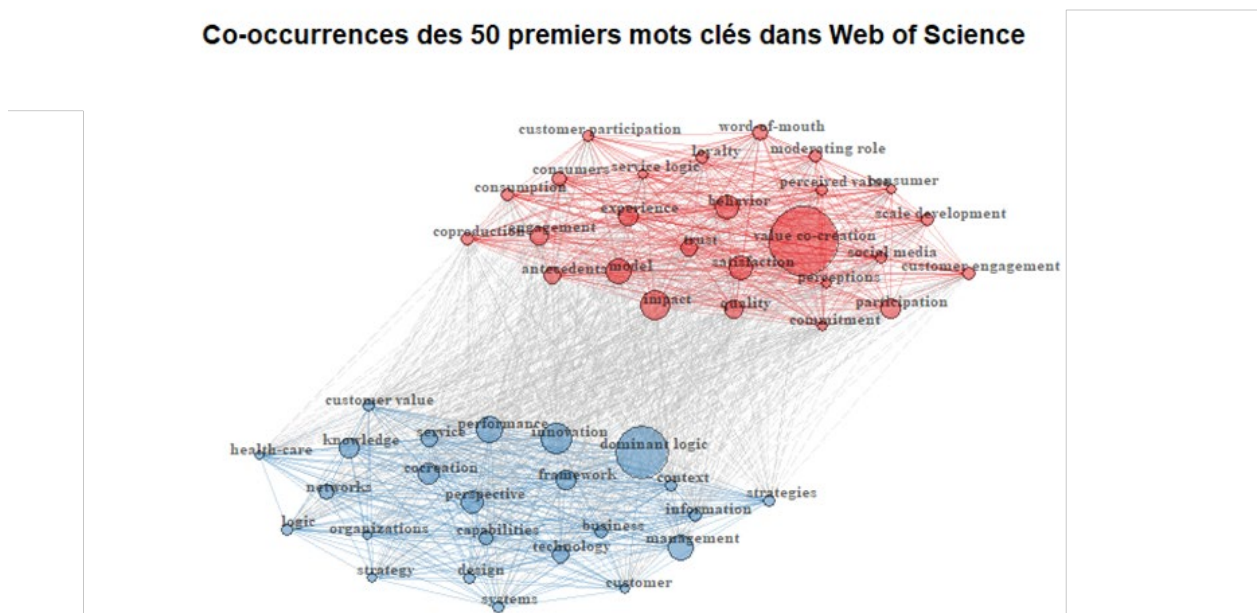 Co-occurrences des 50 premiers mots clés dans Web of Science
word-of-mouth
customer participation
loyalty
moderating role
consumers
service logic
perceived value
consumer
consumption
experience
behavior
scale development
coproduction
engagement
trust
value co-creation
social media
antecedents
model
satisfaction
perceptions
customer engagement
impact
quality
participation
commitment
customer value
performance
innovation
dominant logic
health-care
knowledge
service
cocreation
framework
context
networks
perspective
strategies
logic
organizations
capabilities
business
information
technology
management
strategy
design
customer
systems